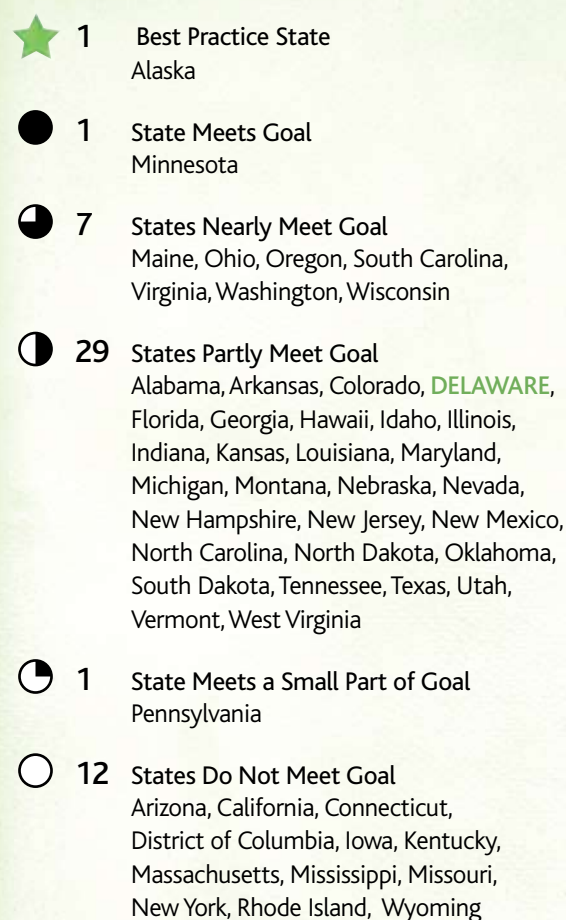 1 Best Practice State
Alaska
1 State Meets Goal
Minnesota
7 States Nearly Meet Goal
Maine, Ohio, Oregon, South Carolina,
Virginia, Washington, Wisconsin
29 States Partly Meet Goal
Alabama, Arkansas, Colorado, DELAWARE,
Florida, Georgia, Hawaii, Idaho, Illinois,
Indiana, Kansas, Louisiana, Maryland,
Michigan, Montana, Nebraska, Nevada,
New Hampshire, New Jersey, New Mexico,
North Carolina, North Dakota, Oklahoma,
South Dakota, Tennessee, Texas, Utah,
Vermont, West Virginia
1 State Meets a Small Part of Goal
Pennsylvania
12 States Do Not Meet Goal
Arizona, California, Connecticut,
District of Columbia, Iowa, Kentucky,
Massachusetts, Mississippi, Missouri,
New York, Rhode Island, Wyoming